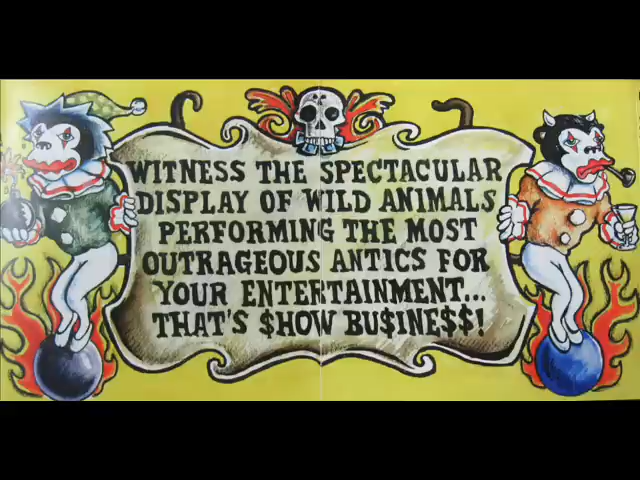 WITNESS THE SPECTACULAR
DISPLAY OF WILD ANIMALS
PERFORMING THE MOST
OUTRAGEOUS ANTICS FOR
YOUR ENTERTAINMENT...
THAT'S $HOW BU$INE$$!